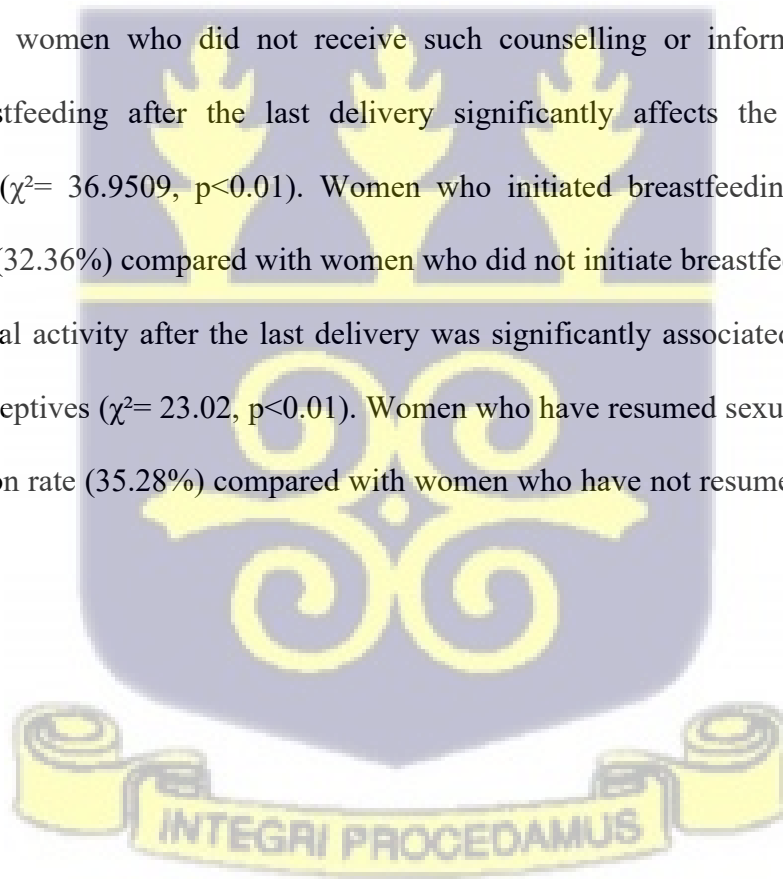 women who did not receive such counselling or inform
stfeeding after the last delivery significantly affects the
(χ²= 36.9509, p<0.01). Women who initiated breastfeeding
(32.36%) compared with women who did not initiate breastfe
al activity after the last delivery was significantly associated
eptives (χ²= 23.02, p<0.01). Women who have resumed sexu
on rate (35.28%) compared with women who have not resume
INTEGRI PROCEDAMUS